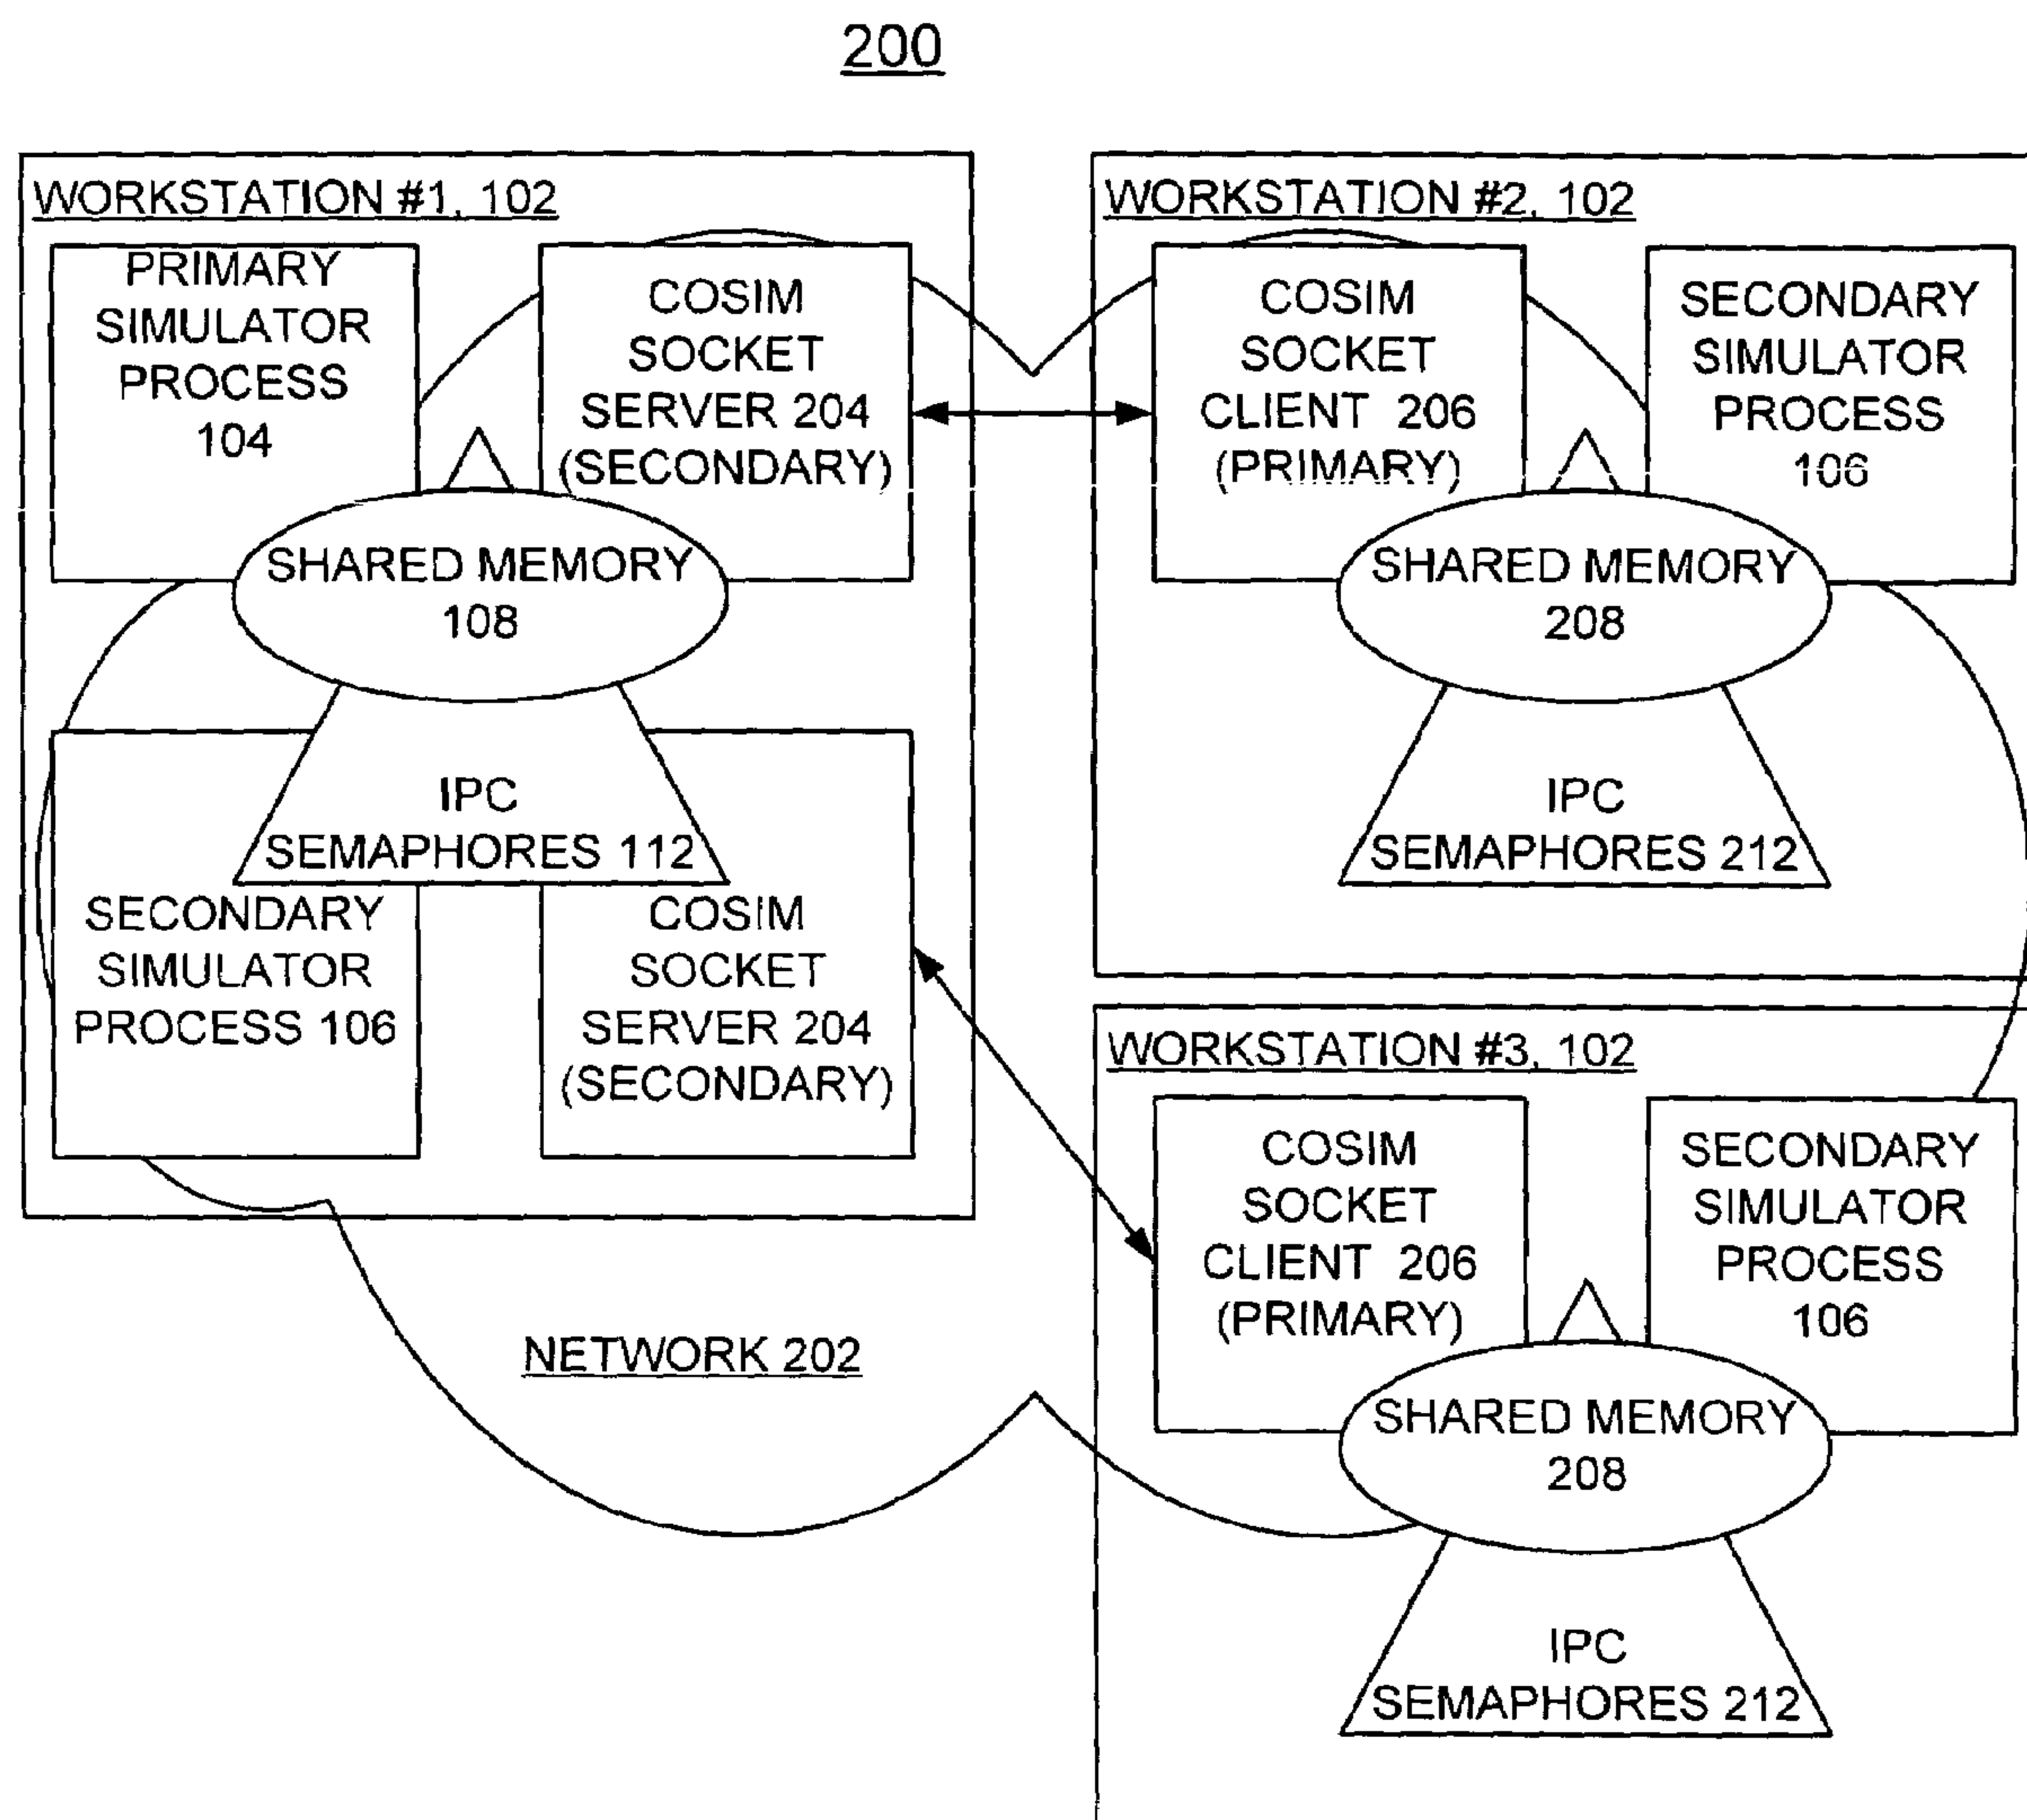 200
WORKSTATION #1, 102
PRIMARY
SIMULATOR
PROCESS
104
COSIM
SOCKET
SERVER 204
(SECONDARY)
SHARED MEMORY
108
IPC
SEMAPHORES 112
SECONDARY
SIMULATOR
PROCESS 106
COSIM
SOCKET
SERVER 204
(SECONDARY)
WORKSTATION #2, 102
COSIM
SOCKET
CLIENT 206
(PRIMARY)
SECONDARY
SIMULATOR
PROCESS
106
SHARED MEMORY
208
IPC
SEMAPHORES 212
WORKSTATION #3, 102
COSIM
SOCKET
CLIENT 206
(PRIMARY)
SECONDARY
SIMULATOR
PROCESS
106
SHARED MEMORY
208
IPC
SEMAPHORES 212
NETWORK 202